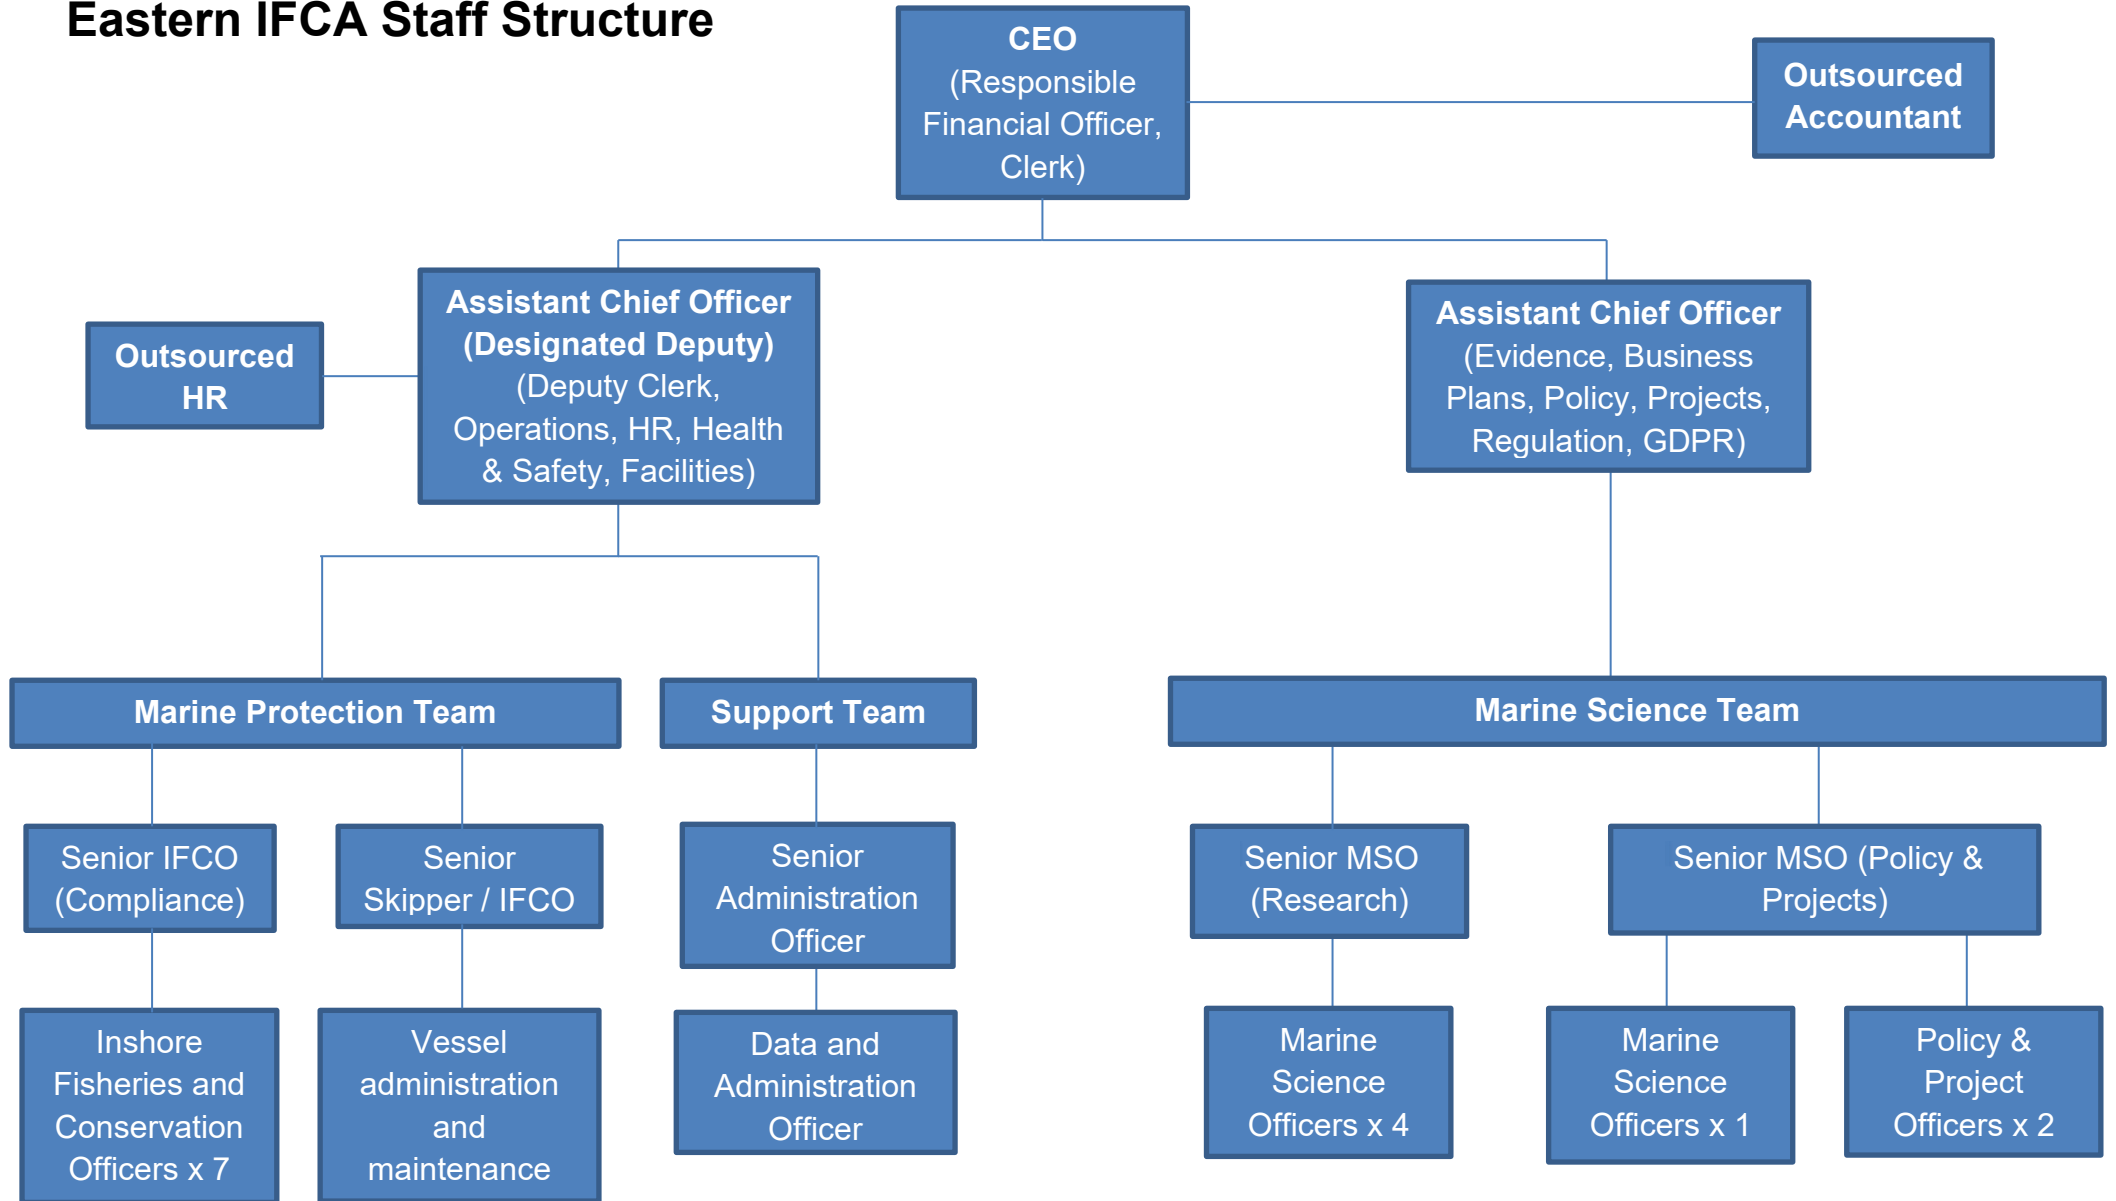 Eastern IFCA Staff Structure
CEO
(Responsible
Financial Officer,
Clerk)
Outsourced
Accountant
Outsourced
HR
Assistant Chief Officer
(Designated Deputy)
(Deputy Clerk,
Operations, HR, Health
& Safety, Facilities)
Assistant Chief Officer
(Evidence, Business
Plans, Policy, Projects,
Regulation, GDPR)
Marine Protection Team
Support Team
Marine Science Team
Senior IFCO
(Compliance)
Senior
Skipper / IFCO
Senior
Administration
Officer
Senior MSO
(Research)
Senior MSO (Policy &
Projects)
Inshore
Fisheries and
Conservation
Officers x 7
Vessel
administration
and
maintenance
Data and
Administration
Officer
Marine
Science
Officers x 4
Marine
Science
Officers x 1
Policy &
Project
Officers x 2